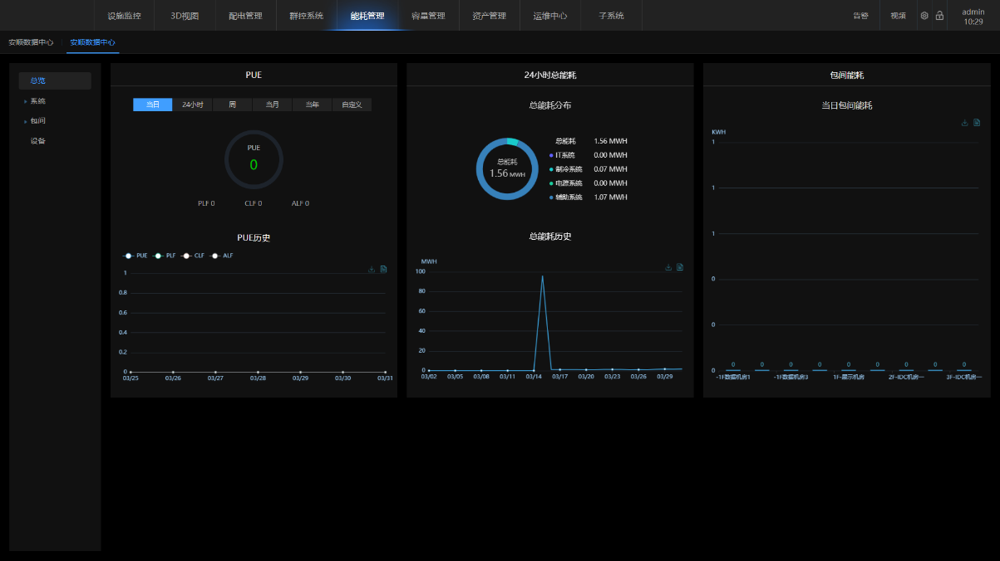 设施监控 3D视图 配电管理 群控系统 能耗管理 容量管理 资产管理 运维中心 子系统 告警 视频 admin
10:29
安顺数据中心 安顺数据中心
总览
系统
包间
设备
PUE
当日 24小时 周 当月 当年 自定义
PUE
0
PLF 0 CLF 0 ALF 0
PUE历史
PUE PLF CLF ALF
1
0.8
0.6
0.4
0.2
0
03/25 03/26 03/27 03/28 03/29 03/30 03/31
24小时总能耗
总能耗分布
总能耗
1.56 MWH
总能耗 1.56 MWH
IT系统 0.00 MWH
制冷系统 0.07 MWH
电源系统 0.00 MWH
辅助系统 1.07 MWH
总能耗历史
MWH
100
80
60
40
20
0
03/02 03/05 03/08 03/11 03/14 03/17 03/20 03/23 03/26 03/29
包间能耗
当日包间能耗
KWH
1
1
1
0
0
0
0 0 0 0 0 0 0 0 0
-1F数据机房1 -1F数据机房3 1F-展示机房 2F-IDC机房一 3F-IDC机房一